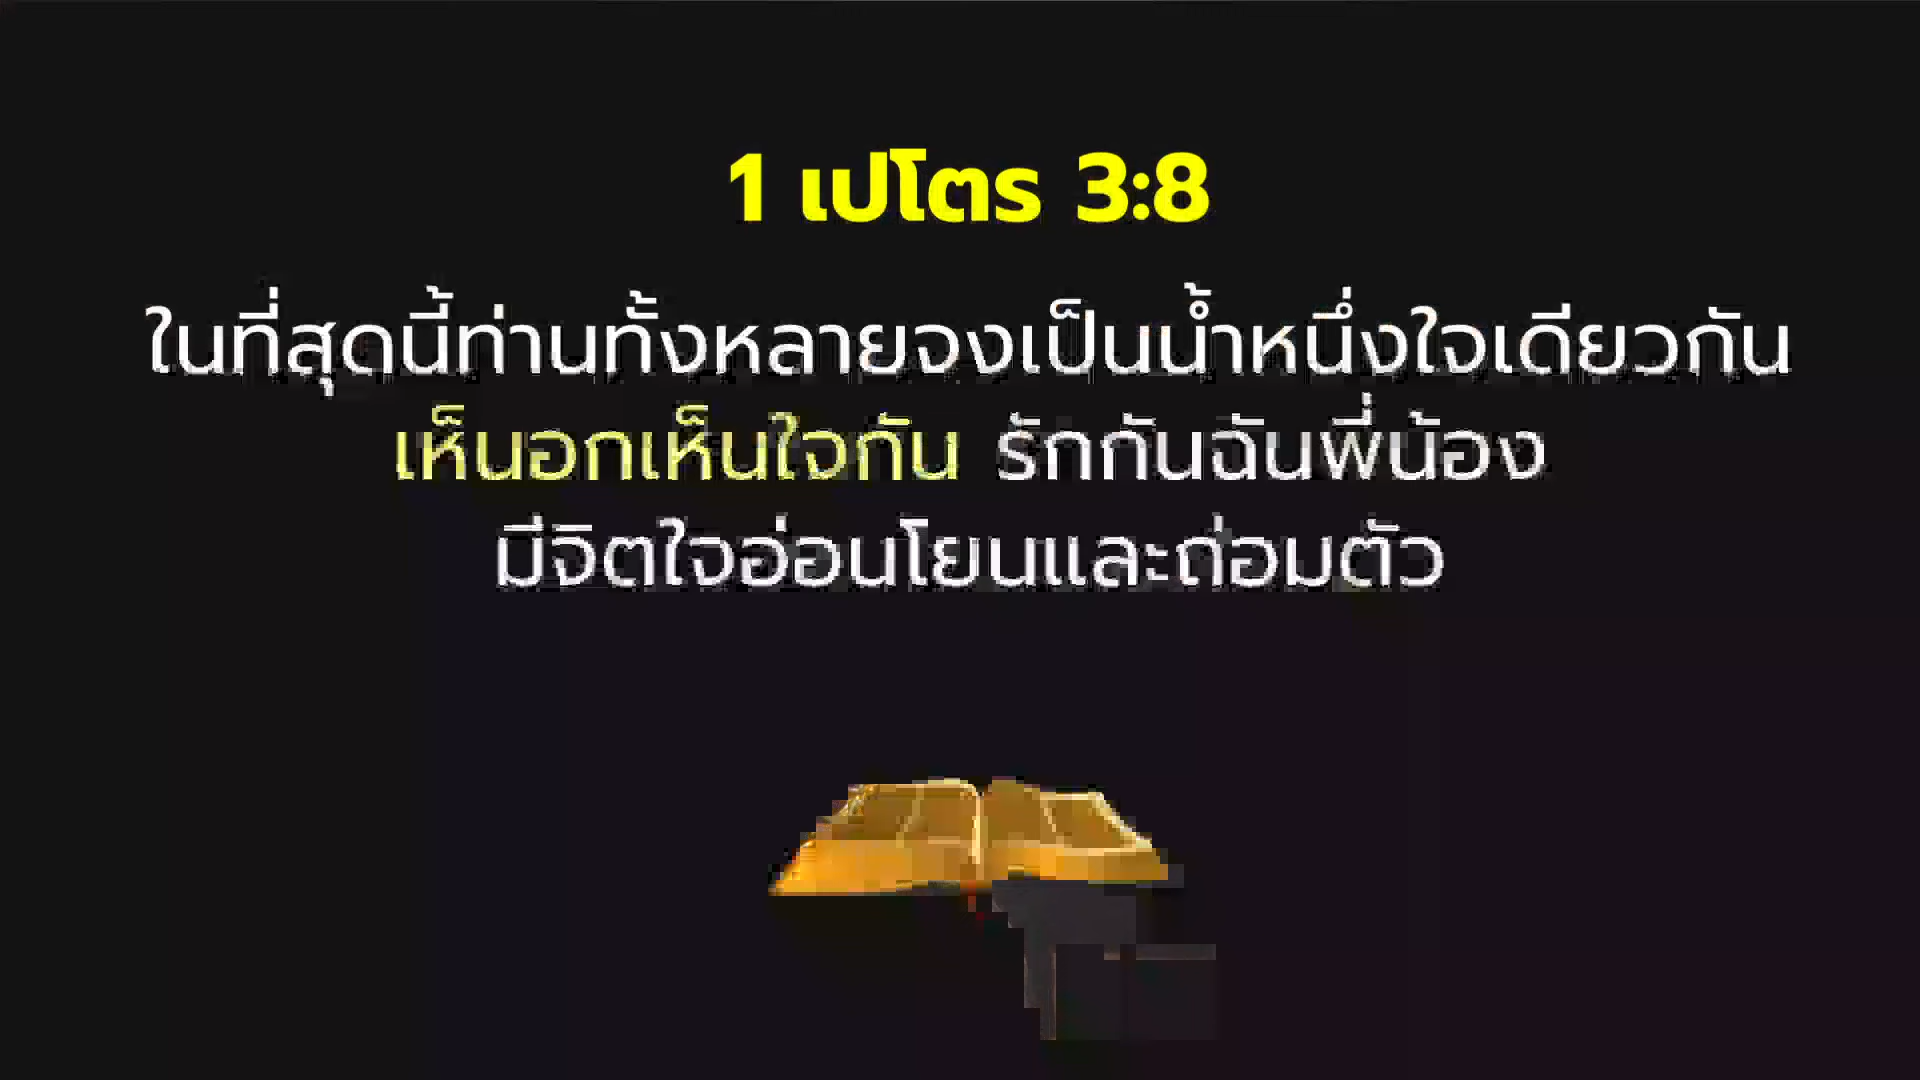 1 เปโตร 3:8
ในที่สุดนี้ท่านทั้งหลายจงเป็นน้ำหนึ่งใจเดียวกัน
เห็นอกเห็นใจกัน รักกันฉันพี่น้อง
มีจิตใจอ่อนโยนและถ่อมตัว